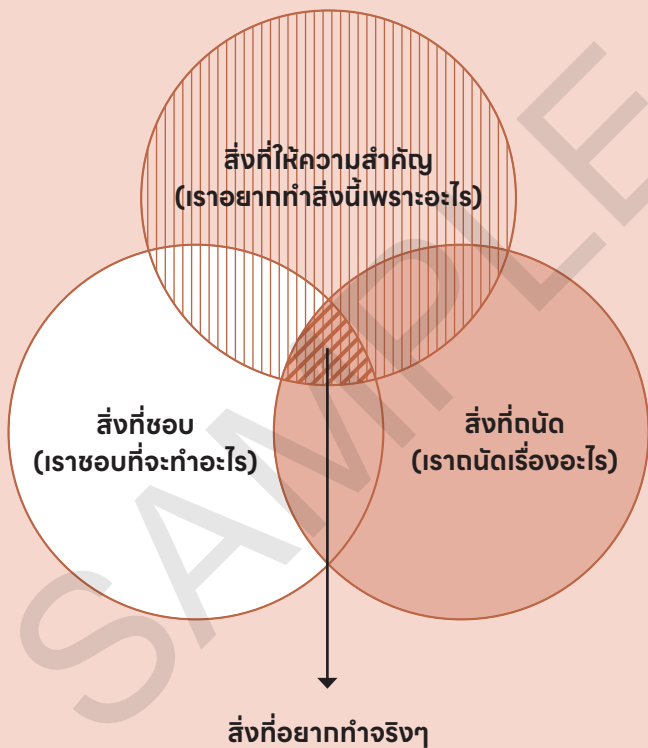 สิ่งที่ให้ความสำคัญ
(เราอยากทำสิ่งนี้เพราะอะไร)
สิ่งที่ชอบ
(เราชอบที่จะทำอะไร)
สิ่งที่ถนัด
(เราถนัดเรื่องอะไร)
สิ่งที่อยากทำจริงๆ
SAMPLE